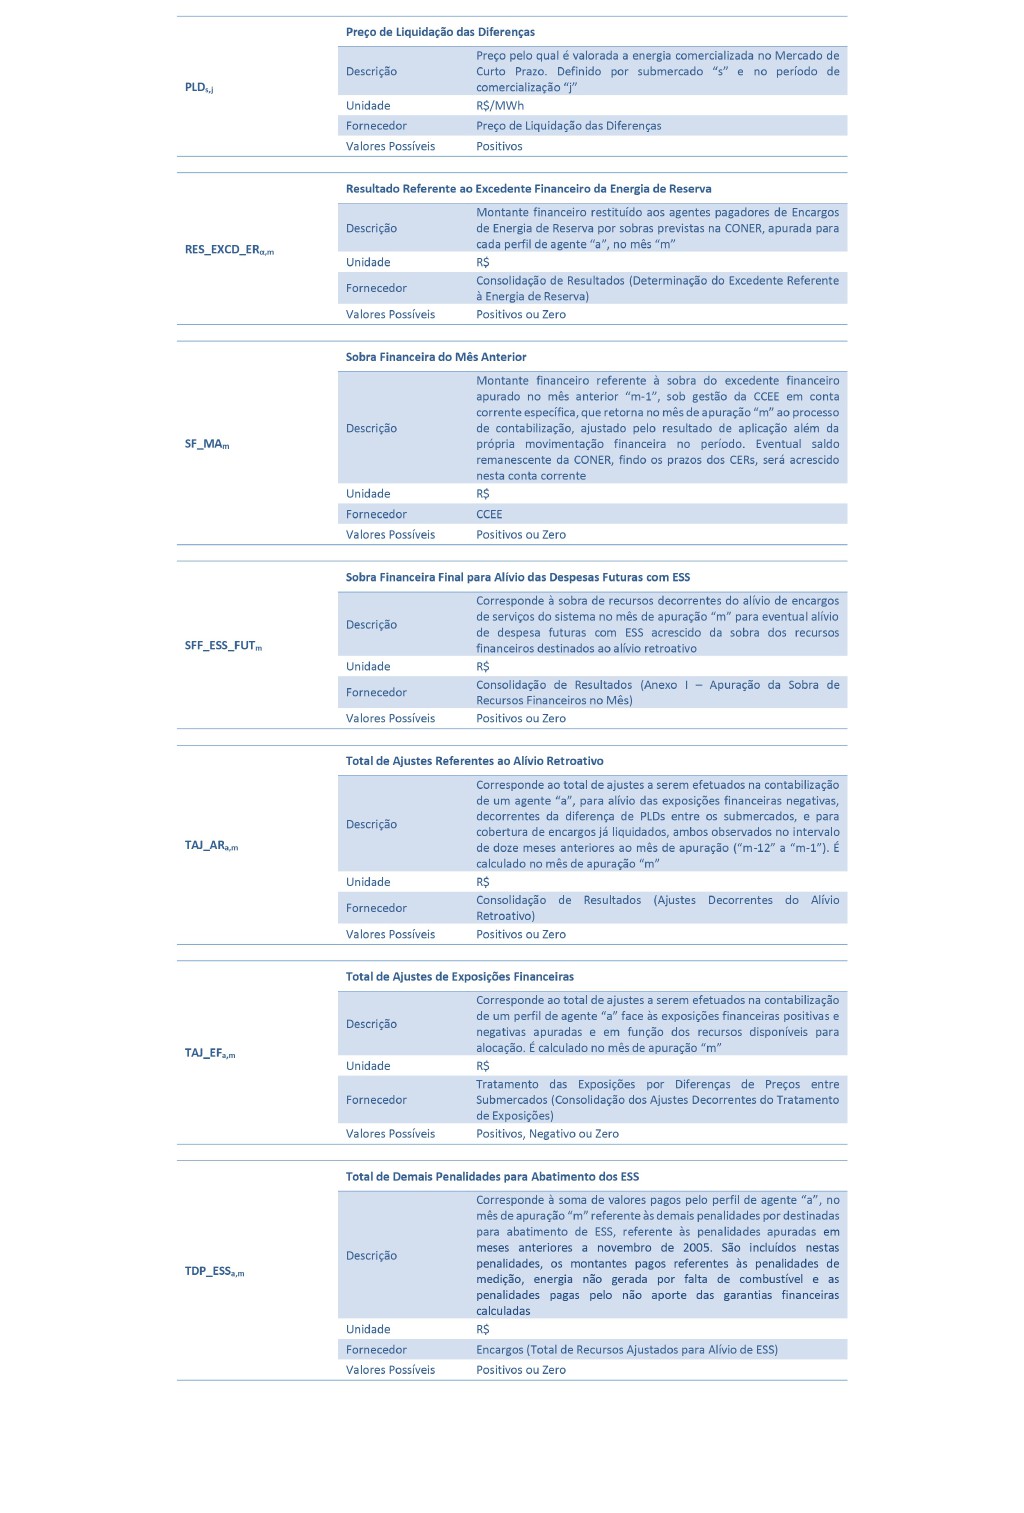 Preço de Liquidação das Diferenças
PLDs,j
Descrição
Preço pelo qual é valorada a energia comercializada no Mercado de
Curto Prazo. Definido por submercado “s” e no período de
comercialização “j”
Unidade R$/MWh
Fornecedor Preço de Liquidação das Diferenças
Valores Possíveis Positivos
Resultado Referente ao Excedente Financeiro da Energia de Reserva
RES_EXCD_ERα,m
Descrição
Montante financeiro restituído aos agentes pagadores de Encargos
de Energia de Reserva por sobras previstas na CONER, apurada para
cada perfil de agente “a”, no mês “m”
Unidade R$
Fornecedor
Consolidação de Resultados (Determinação do Excedente Referente
à Energia de Reserva)
Valores Possíveis Positivos ou Zero
Sobra Financeira do Mês Anterior
SF_MAm
Descrição
Montante financeiro referente à sobra do excedente financeiro
apurado no mês anterior “m-1”, sob gestão da CCEE em conta
corrente específica, que retorna no mês de apuração “m” ao processo
de contabilização, ajustado pelo resultado de aplicação além da
própria movimentação financeira no período. Eventual saldo
remanescente da CONER, findo os prazos dos CERs, será acrescido
nesta conta corrente
Unidade R$
Fornecedor CCEE
Valores Possíveis Positivos ou Zero
Sobra Financeira Final para Alívio das Despesas Futuras com ESS
SFF_ESS_FUTm
Descrição
Corresponde à sobra de recursos decorrentes do alívio de encargos
de serviços do sistema no mês de apuração “m” para eventual alívio
de despesa futuras com ESS acrescido da sobra dos recursos
financeiros destinados ao alívio retroativo
Unidade R$
Fornecedor
Consolidação de Resultados (Anexo I – Apuração da Sobra de
Recursos Financeiros no Mês)
Valores Possíveis Positivos ou Zero
Total de Ajustes Referentes ao Alívio Retroativo
TAJ_ARa,m
Descrição
Corresponde ao total de ajustes a serem efetuados na contabilização
de um agente “a”, para alívio das exposições financeiras negativas,
decorrentes da diferença de PLDs entre os submercados, e para
cobertura de encargos já liquidados, ambos observados no intervalo
de doze meses anteriores ao mês de apuração (“m-12” a “m-1”). É
calculado no mês de apuração “m”
Unidade R$
Fornecedor
Consolidação de Resultados (Ajustes Decorrentes do Alívio
Retroativo)
Valores Possíveis Positivos ou Zero
Total de Ajustes de Exposições Financeiras
TAJ_EFa,m
Descrição
Corresponde ao total de ajustes a serem efetuados na contabilização
de um perfil de agente “a” face às exposições financeiras positivas e
negativas apuradas e em função dos recursos disponíveis para
alocação. É calculado no mês de apuração “m”
Unidade R$
Fornecedor
Tratamento das Exposições por Diferenças de Preços entre
Submercados (Consolidação dos Ajustes Decorrentes do Tratamento
de Exposições)
Valores Possíveis Positivos, Negativo ou Zero
Total de Demais Penalidades para Abatimento dos ESS
TDP_ESSa,m
Descrição
Corresponde à soma de valores pagos pelo perfil de agente “a”, no
mês de apuração “m” referente às demais penalidades por destinadas
para abatimento de ESS, referente às penalidades apuradas em
meses anteriores a novembro de 2005. São incluídos nestas
penalidades, os montantes pagos referentes às penalidades de
medição, energia não gerada por falta de combustível e as
penalidades pagas pelo não aporte das garantias financeiras
calculadas
Unidade R$
Fornecedor Encargos (Total de Recursos Ajustados para Alívio de ESS)
Valores Possíveis Positivos ou Zero